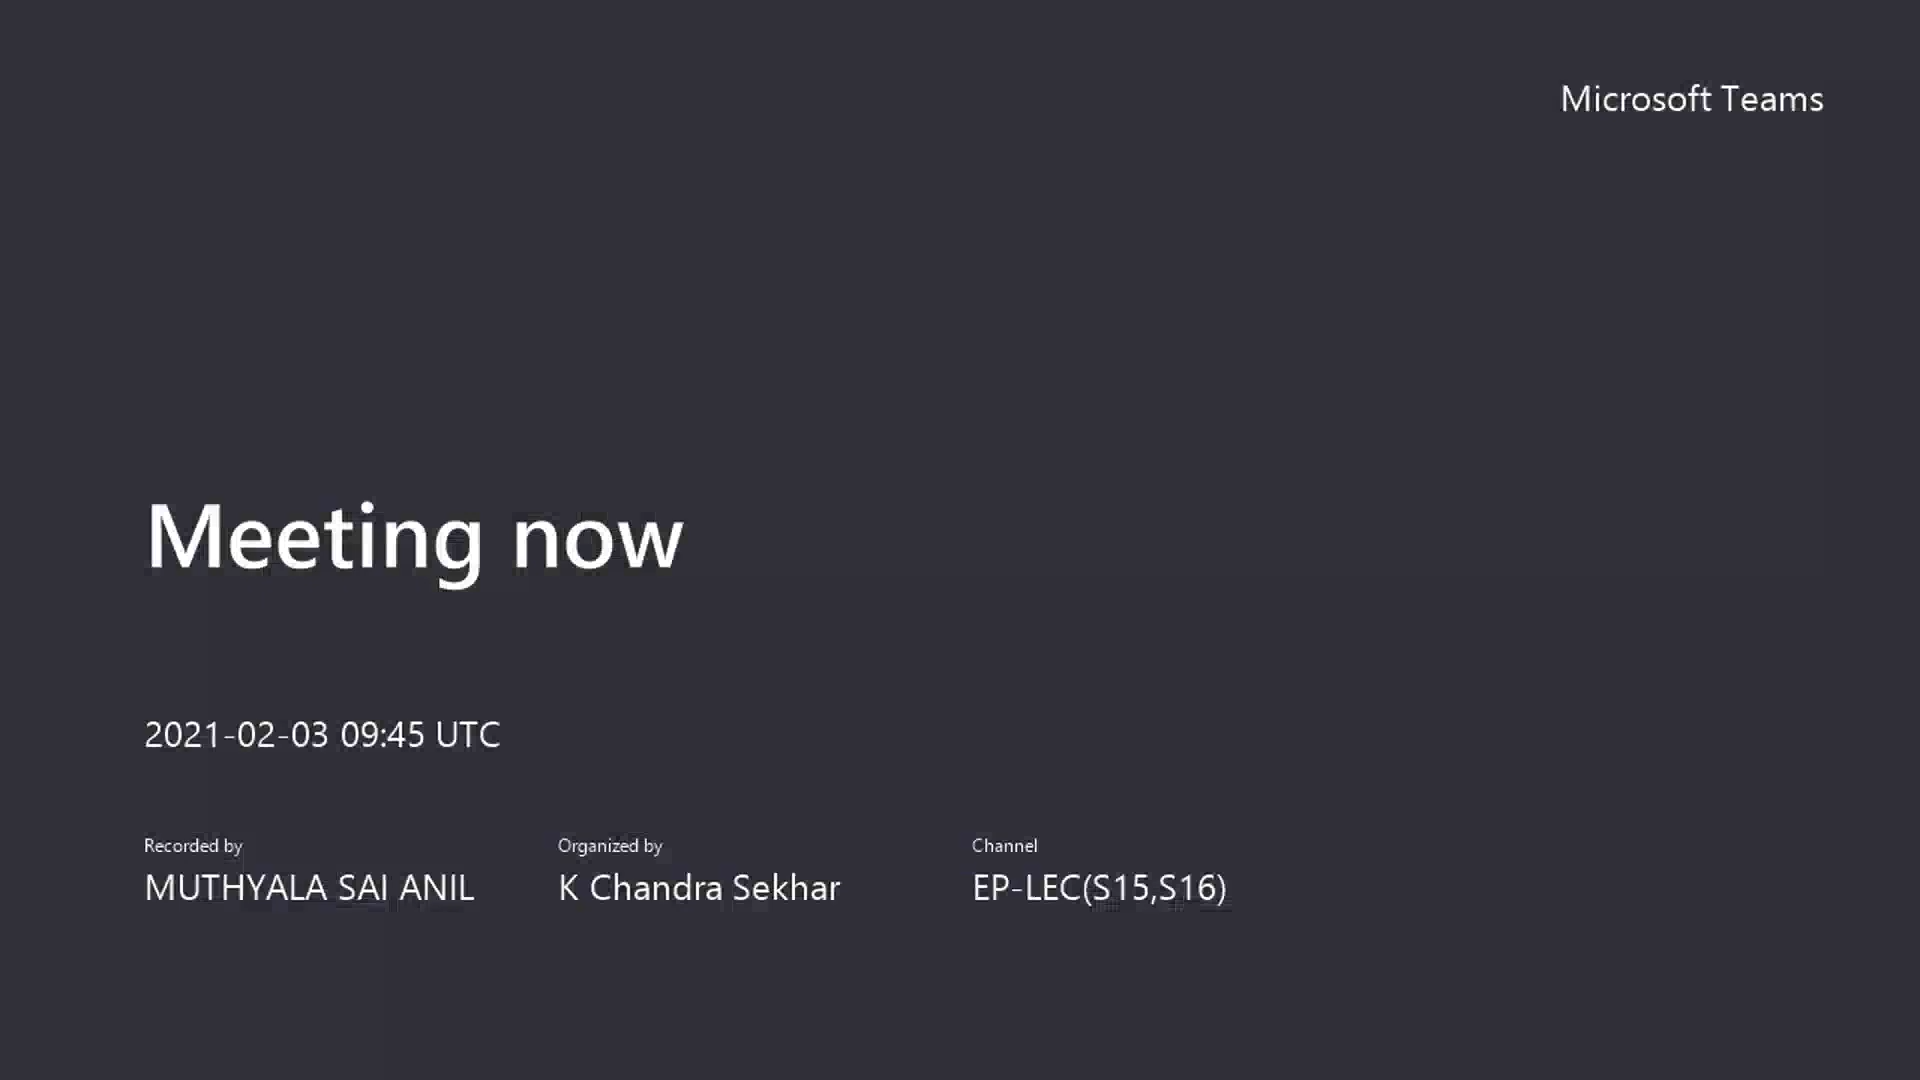 Microsoft Teams
Meeting now
2021-02-03 09:45 UTC
Recorded by
MUTHYALA SAI ANIL
Organized by
K Chandra Sekhar
Channel
EP-LEC(S15,S16)